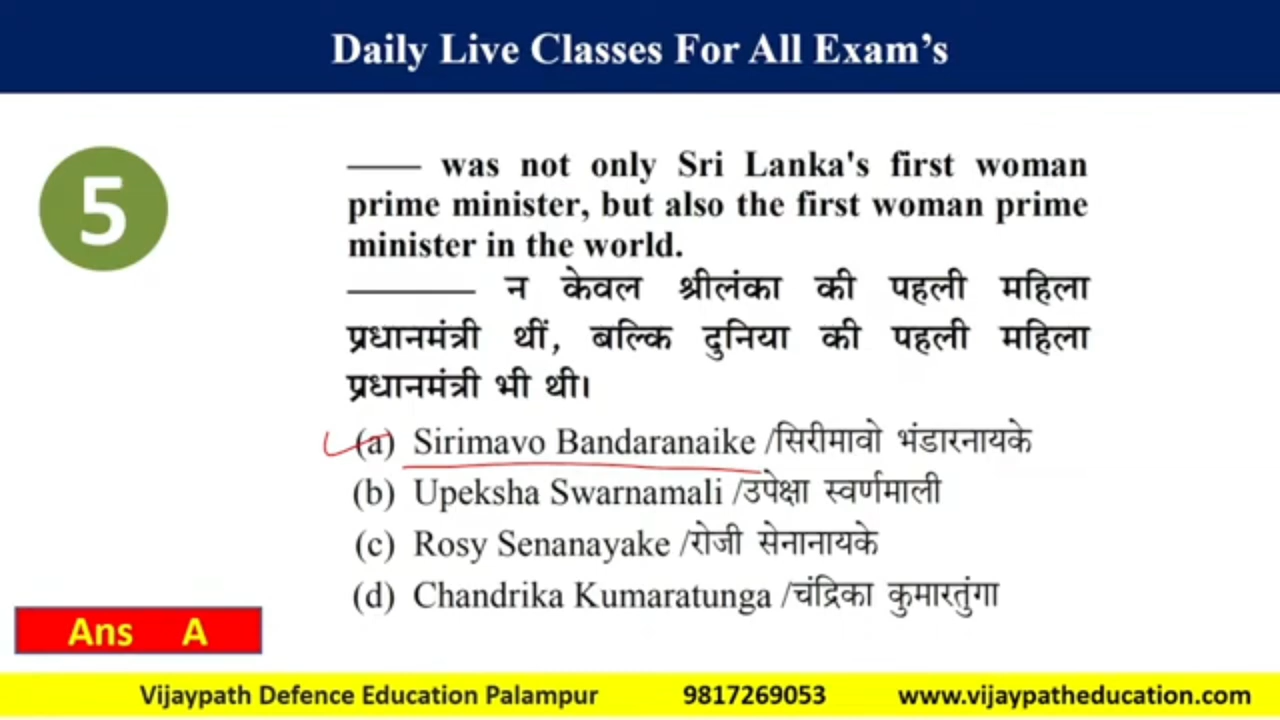 Daily Live Classes For All Exam's
5
—— was not only Sri Lanka's first woman
prime minister, but also the first woman prime
minister in the world.
——— न केवल श्रीलंका की पहली महिला
प्रधानमंत्री थीं, बल्कि दुनिया की पहली महिला
प्रधानमंत्री भी थी।
(a) Sirimavo Bandaranaike /सिरीमावो भंडारनायके
(b) Upeksha Swarnamali /उपेक्षा स्वर्णमाली
(c) Rosy Senanayake /रोजी सेनानायके
(d) Chandrika Kumaratunga /चंद्रिका कुमारतुंगा
Ans A
Vijaypath Defence Education Palampur 9817269053 www.vijaypatheducation.com